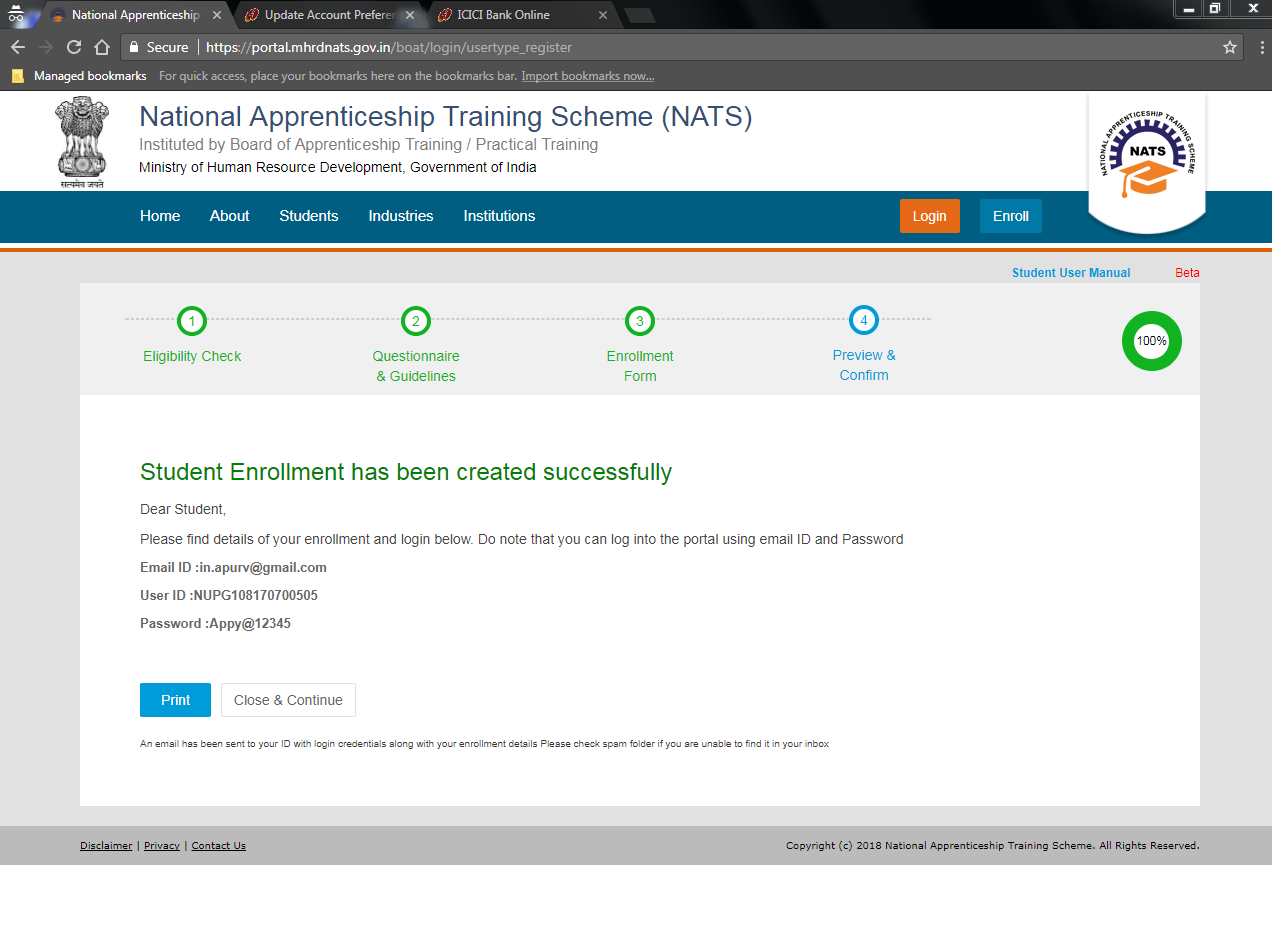 National Apprenticeship
Update Account Preferen
ICICI Bank Online
Secure
https://portal.mhrdnats.gov.in/boat/login/usertype_register
Managed bookmarks
For quick access, place your bookmarks here on the bookmarks bar. Import bookmarks now...
सत्यमेव जयते
National Apprenticeship Training Scheme (NATS)
Instituted by Board of Apprenticeship Training / Practical Training
Ministry of Human Resource Development, Government of India
NATIONAL APPRENTICESHIP TRAINING SCHEME
NATS
Home
About
Students
Industries
Institutions
Login
Enroll
Student User Manual
Beta
1
Eligibility Check
2
Questionnaire
& Guidelines
3
Enrollment
Form
4
Preview &
Confirm
100%
Student Enrollment has been created successfully
Dear Student,
Please find details of your enrollment and login below. Do note that you can log into the portal using email ID and Password
Email ID :in.apurv@gmail.com
User ID :NUPG108170700505
Password :Appy@12345
Print
Close & Continue
An email has been sent to your ID with login credentials along with your enrollment details Please check spam folder if you are unable to find it in your inbox
Disclaimer | Privacy | Contact Us
Copyright (c) 2018 National Apprenticeship Training Scheme. All Rights Reserved.